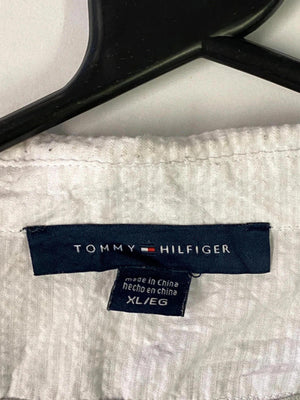 TOMMY HILFIGER
made in China
hecho en china
XL/EG